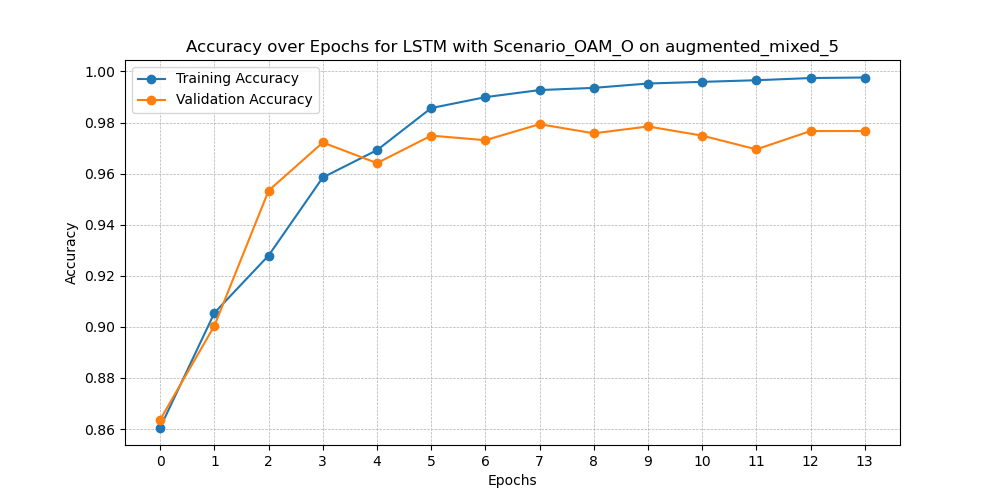 Accuracy over Epochs for LSTM with Scenario_OAM_O on augmented_mixed_5
Training Accuracy
Validation Accuracy
Accuracy
1.00
0.98
0.96
0.94
0.92
0.90
0.88
0.86
0 1 2 3 4 5 6 7 8 9 10 11 12 13
Epochs